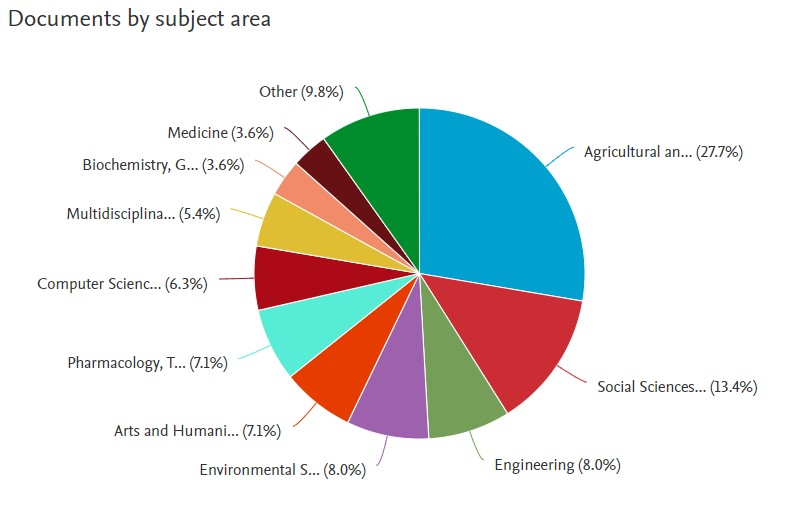 Documents by subject area
Other (9.8%)
Medicine (3.6%)
Biochemistry, G... (3.6%)
Agricultural an... (27.7%)
Multidisciplina... (5.4%)
Computer Scienc... (6.3%)
Pharmacology, T... (7.1%)
Social Sciences... (13.4%)
Arts and Humani... (7.1%)
Engineering (8.0%)
Environmental S... (8.0%)